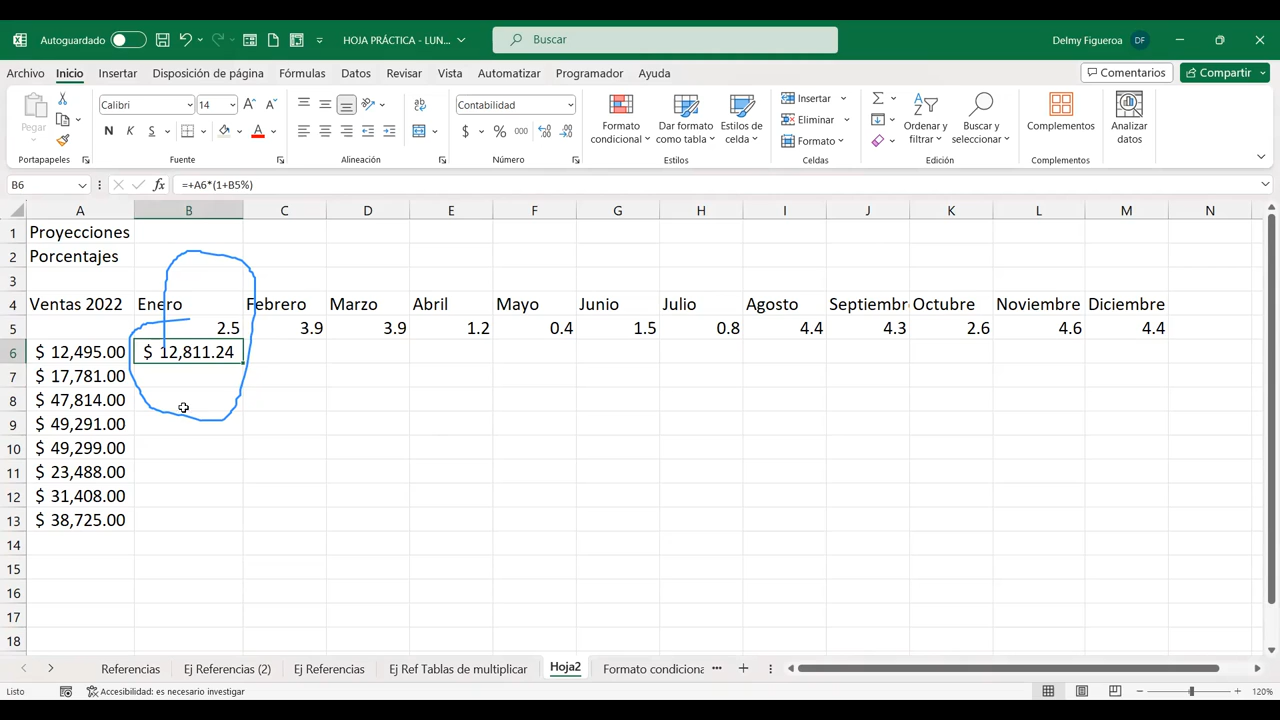 Autoguardado HOJA PRÁCTICA - LUN... Buscar Delmy Figueroa DF
Archivo Inicio Insertar Disposición de página Fórmulas Datos Revisar Vista Automatizar Programador Ayuda Comentarios Compartir
Pegar Calibri 14 Contabilidad Formato condicional Dar formato como tabla Estilos de celda Insertar Eliminar Formato Ordenar y filtrar Buscar y seleccionar Complementos Analizar datos
N K S A $ % 000
Portapapeles Fuente Alineación Número Estilos Celdas Edición Complementos
B6 fx =+A6*(1+B5%)
A B C D E F G H I J K L M N
1 Proyecciones
2 Porcentajes
3
4 Ventas 2022 Enero Febrero Marzo Abril Mayo Junio Julio Agosto Septiembr Octubre Noviembre Diciembre
5 2.5 3.9 3.9 1.2 0.4 1.5 0.8 4.4 4.3 2.6 4.6 4.4
6 $ 12,495.00 $ 12,811.24
7 $ 17,781.00
8 $ 47,814.00
9 $ 49,291.00
10 $ 49,299.00
11 $ 23,488.00
12 $ 31,408.00
13 $ 38,725.00
14
15
16
17
18
Referencias Ej Referencias (2) Ej Referencias Ej Ref Tablas de multiplicar Hoja2 Formato condiciona ...
Listo Accesibilidad: es necesario investigar 120%